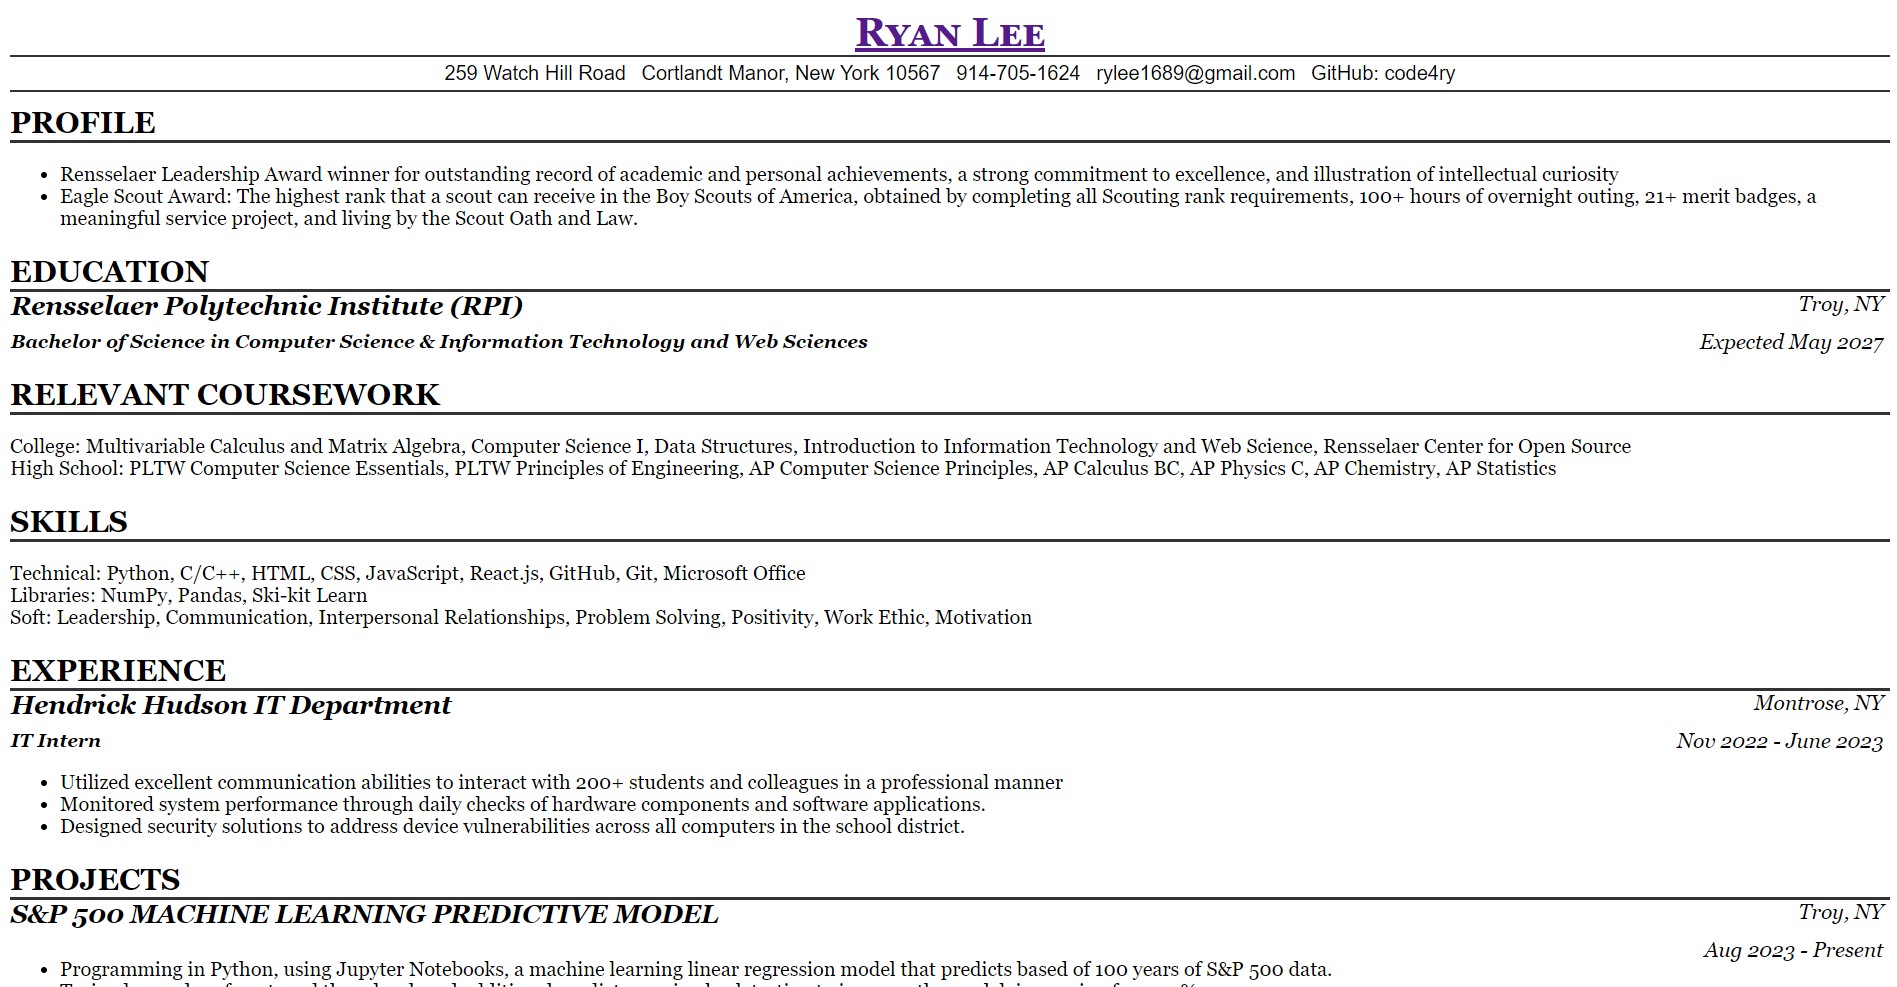 Ryan Lee
259 Watch Hill Road Cortlandt Manor, New York 10567 914-705-1624 rylee1689@gmail.com GitHub: code4ry
PROFILE
• Rensselaer Leadership Award winner for outstanding record of academic and personal achievements, a strong commitment to excellence, and illustration of intellectual curiosity
• Eagle Scout Award: The highest rank that a scout can receive in the Boy Scouts of America, obtained by completing all Scouting rank requirements, 100+ hours of overnight outing, 21+ merit badges, a
meaningful service project, and living by the Scout Oath and Law.
EDUCATION
Rensselaer Polytechnic Institute (RPI) Troy, NY
Bachelor of Science in Computer Science & Information Technology and Web Sciences Expected May 2027
RELEVANT COURSEWORK
College: Multivariable Calculus and Matrix Algebra, Computer Science I, Data Structures, Introduction to Information Technology and Web Science, Rensselaer Center for Open Source
High School: PLTW Computer Science Essentials, PLTW Principles of Engineering, AP Computer Science Principles, AP Calculus BC, AP Physics C, AP Chemistry, AP Statistics
SKILLS
Technical: Python, C/C++, HTML, CSS, JavaScript, React.js, GitHub, Git, Microsoft Office
Libraries: NumPy, Pandas, Ski-kit Learn
Soft: Leadership, Communication, Interpersonal Relationships, Problem Solving, Positivity, Work Ethic, Motivation
EXPERIENCE
Hendrick Hudson IT Department Montrose, NY
IT Intern Nov 2022 - June 2023
• Utilized excellent communication abilities to interact with 200+ students and colleagues in a professional manner
• Monitored system performance through daily checks of hardware components and software applications.
• Designed security solutions to address device vulnerabilities across all computers in the school district.
PROJECTS
S&P 500 MACHINE LEARNING PREDICTIVE MODEL Troy, NY
Aug 2023 - Present
• Programming in Python, using Jupyter Notebooks, a machine learning linear regression model that predicts based of 100 years of S&P 500 data.